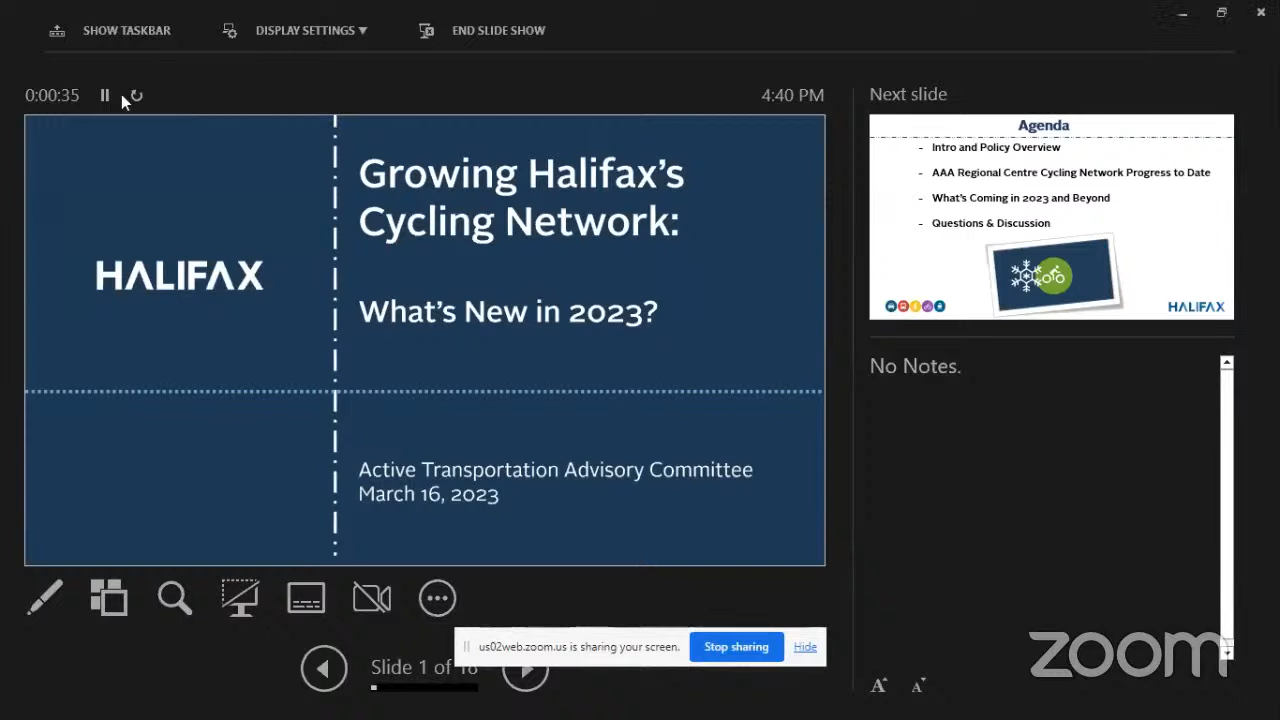 SHOW TASKBAR
DISPLAY SETTINGS
END SLIDE SHOW
0:00:35
4:40 PM
Next slide
HALIFAX
Growing Halifax's
Cycling Network:
What's New in 2023?
Active Transportation Advisory Committee
March 16, 2023
Agenda
- Intro and Policy Overview
- AAA Regional Centre Cycling Network Progress to Date
- What's Coming in 2023 and Beyond
- Questions & Discussion
HALIFAX
No Notes.
us02web.zoom.us is sharing your screen.
Stop sharing
Hide
Slide 1 of 18
zoom
A A